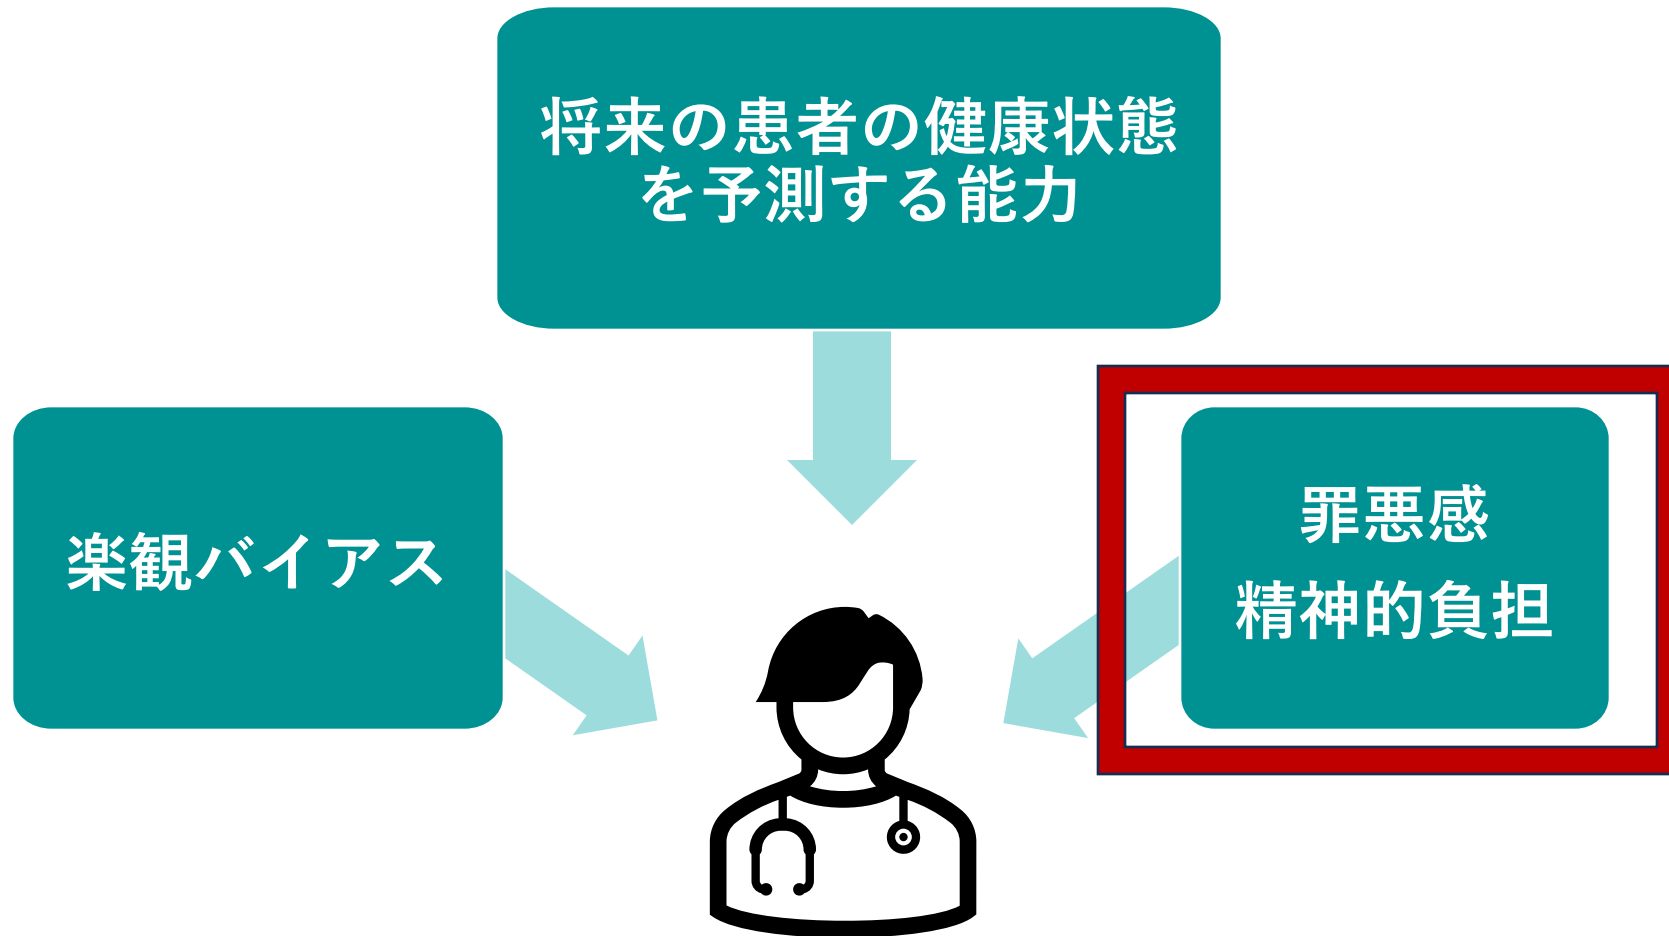 将来の患者の健康状態
を予測する能力
楽観バイアス
罪悪感
精神的負担